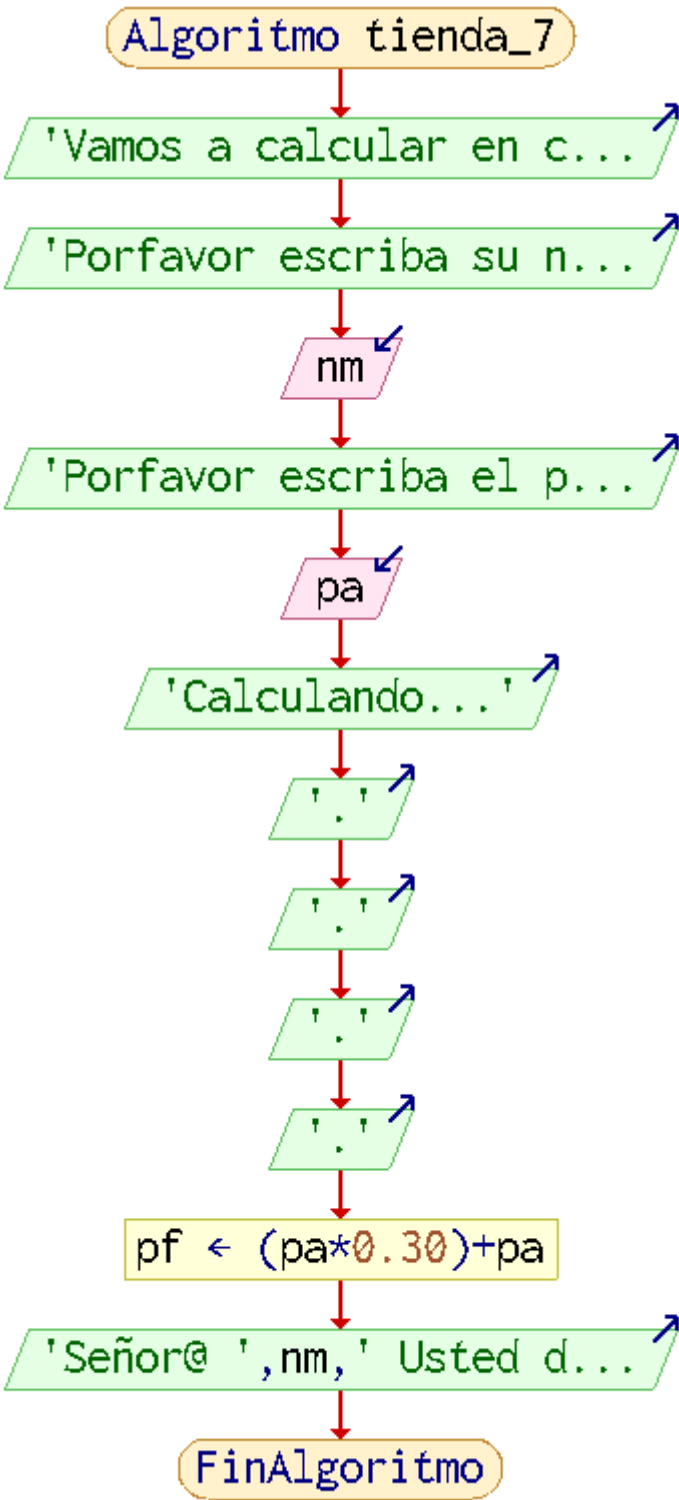 Algoritmo tienda_7
'Vamos a calcular en c...
'Porfavor escriba su n...
nm
'Porfavor escriba el p...
pa
'Calculando...'
'.'
'.'
'.'
'.'
pf ← (pa*0.30)+pa
'Señor@ ',nm,' Usted d...
FinAlgoritmo